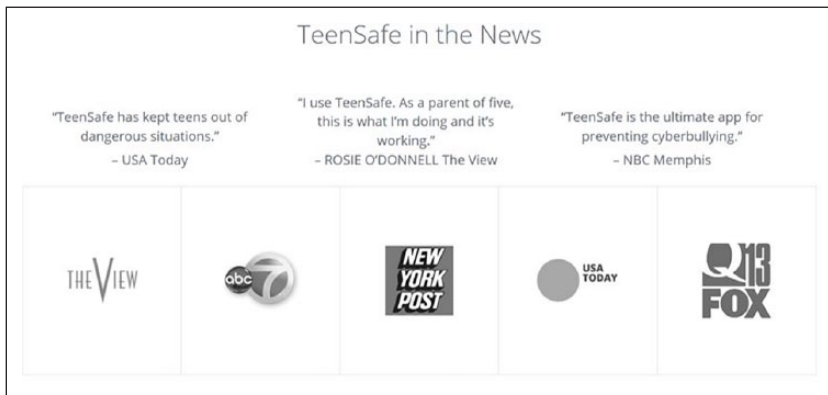 TeenSafe in the News
“TeenSafe has kept teens out of
dangerous situations.”
– USA Today
“I use TeenSafe. As a parent of five,
this is what I’m doing and it’s
working.”
– ROSIE O’DONNELL The View
“TeenSafe is the ultimate app for
preventing cyberbullying.”
– NBC Memphis
THE VIEW
abc 7
NEW
YORK
POST
USA
TODAY
Q13
FOX